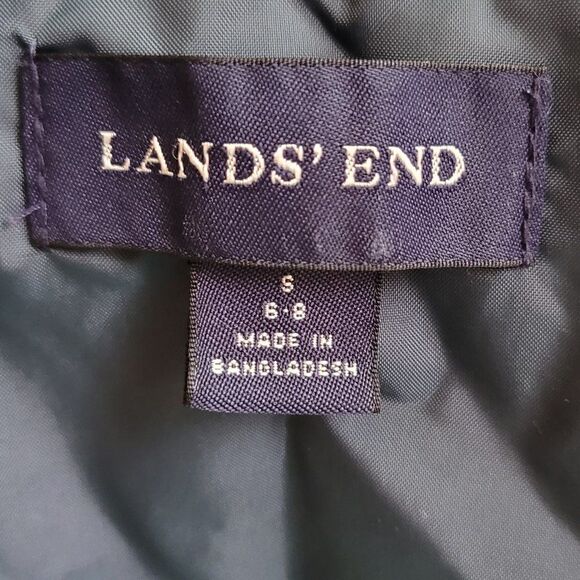 LANDS' END
S
6-8
MADE IN
BANGLADESH